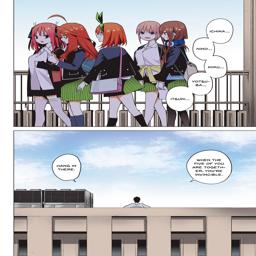 ICHIKA...
NINO...
MIKU...
YOTSU-
BA...
ITSUKI...
HANG IN
THERE.
WHEN THE
FIVE OF YOU
ARE TOGETH-
ER, YOU'RE
INVINCIBLE.